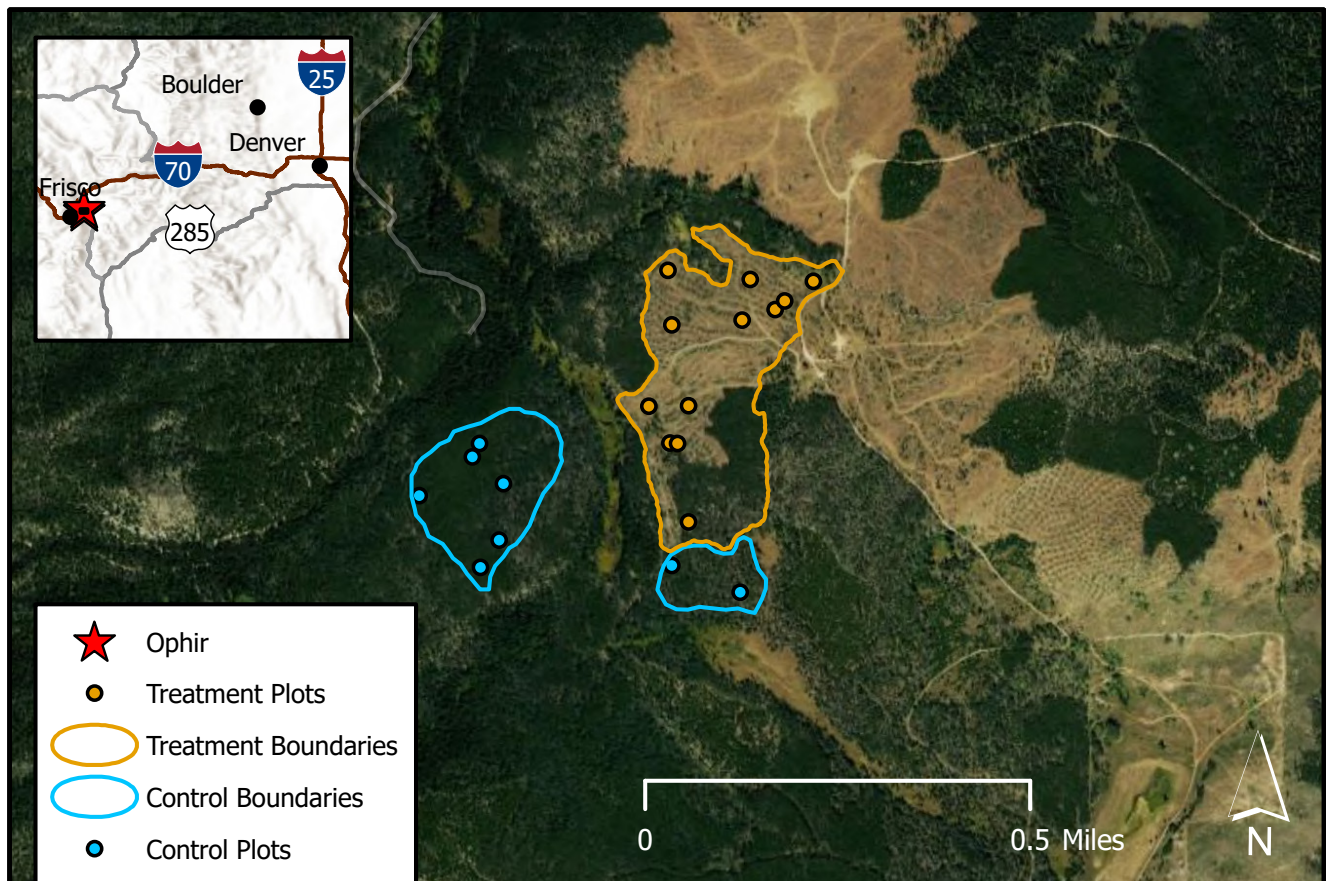 25
Boulder
Denver
70
Frisco
285
Ophir
Treatment Plots
Treatment Boundaries
Control Boundaries
Control Plots
0
0.5 Miles
N